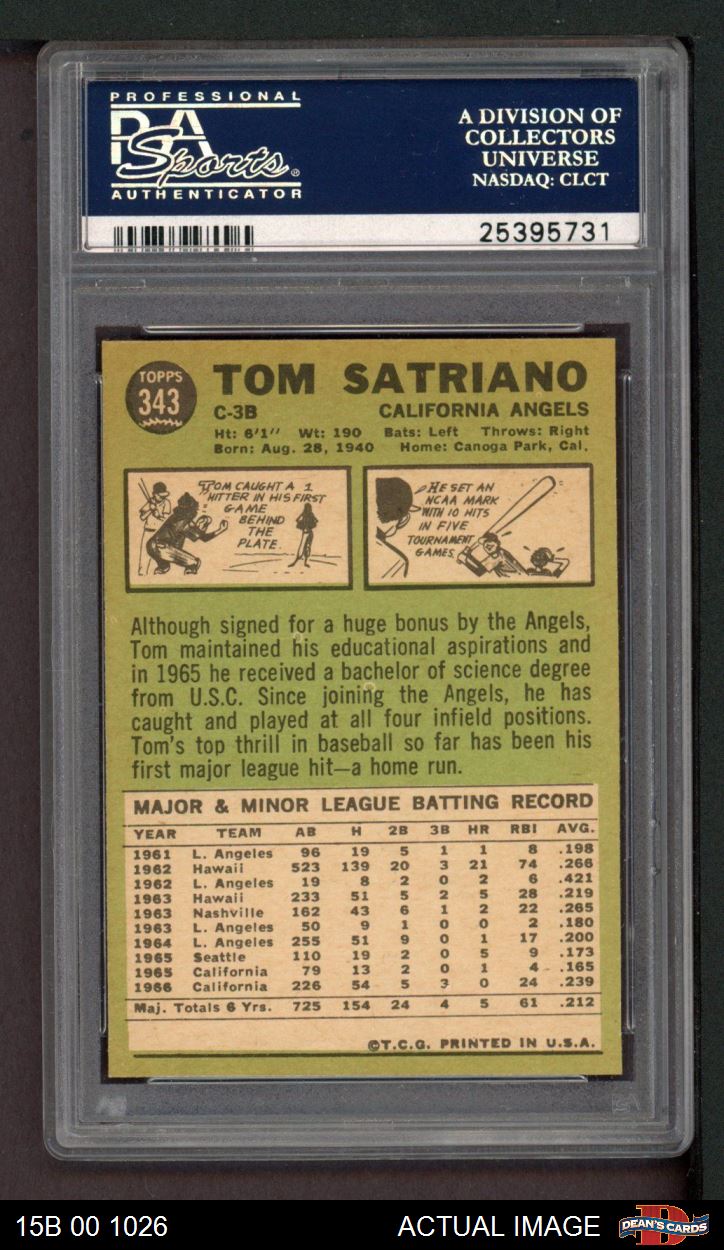 PROFESSIONAL
PSA
Sports®
AUTHENTICATOR
A DIVISION OF
COLLECTORS
UNIVERSE
NASDAQ: CLCT
25395731
TOPPS
343
TOM SATRIANO
C-3B CALIFORNIA ANGELS
Ht: 6'1" Wt: 190 Bats: Left Throws: Right
Born: Aug. 28, 1940 Home: Canoga Park, Cal.
TOM CAUGHT A 1
HITTER IN HIS FIRST
GAME
BEHIND
THE
PLATE.
HE SET AN
NCAA MARK
WITH 10 HITS
IN FIVE
TOURNAMENT
GAMES.
Although signed for a huge bonus by the Angels,
Tom maintained his educational aspirations and
in 1965 he received a bachelor of science degree
from U.S.C. Since joining the Angels, he has
caught and played at all four infield positions.
Tom's top thrill in baseball so far has been his
first major league hit—a home run.
MAJOR & MINOR LEAGUE BATTING RECORD
YEAR TEAM AB H 2B 3B HR RBI AVG.
1961 L. Angeles 96 19 5 1 1 8 .198
1962 Hawaii 523 139 20 3 21 74 .266
1962 L. Angeles 19 8 2 0 2 6 .421
1963 Hawaii 233 51 5 2 5 28 .219
1963 Nashville 162 43 6 1 2 22 .265
1963 L. Angeles 50 9 1 0 0 2 .180
1964 L. Angeles 255 51 9 0 1 17 .200
1965 Seattle 110 19 2 0 5 9 .173
1965 California 79 13 2 0 1 4 .165
1966 California 226 54 5 3 0 24 .239
Maj. Totals 6 Yrs. 725 154 24 4 5 61 .212
©T.C.G. PRINTED IN U.S.A.
15B 00 1026 ACTUAL IMAGE
DEAN'S CARDS